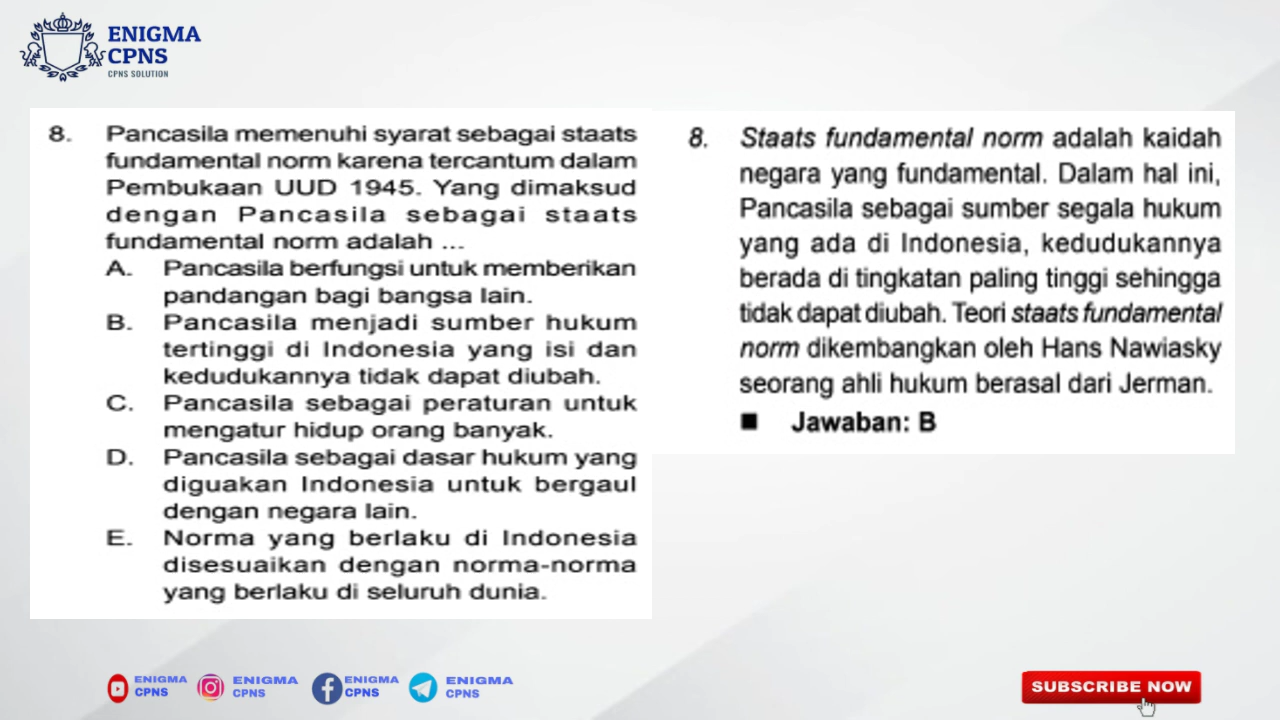 ENIGMA
CPNS
CPNS SOLUTION
8. Pancasila memenuhi syarat sebagai staats
fundamental norm karena tercantum dalam
Pembukaan UUD 1945. Yang dimaksud
dengan Pancasila sebagai staats
fundamental norm adalah ...
A. Pancasila berfungsi untuk memberikan
pandangan bagi bangsa lain.
B. Pancasila menjadi sumber hukum
tertinggi di Indonesia yang isi dan
kedudukannya tidak dapat diubah.
C. Pancasila sebagai peraturan untuk
mengatur hidup orang banyak.
D. Pancasila sebagai dasar hukum yang
diguakan Indonesia untuk bergaul
dengan negara lain.
E. Norma yang berlaku di Indonesia
disesuaikan dengan norma-norma
yang berlaku di seluruh dunia.
8. Staats fundamental norm adalah kaidah
negara yang fundamental. Dalam hal ini,
Pancasila sebagai sumber segala hukum
yang ada di Indonesia, kedudukannya
berada di tingkatan paling tinggi sehingga
tidak dapat diubah. Teori staats fundamental
norm dikembangkan oleh Hans Nawiasky
seorang ahli hukum berasal dari Jerman.
■ Jawaban: B
ENIGMA
CPNS
ENIGMA
CPNS
ENIGMA
CPNS
ENIGMA
CPNS
SUBSCRIBE NOW